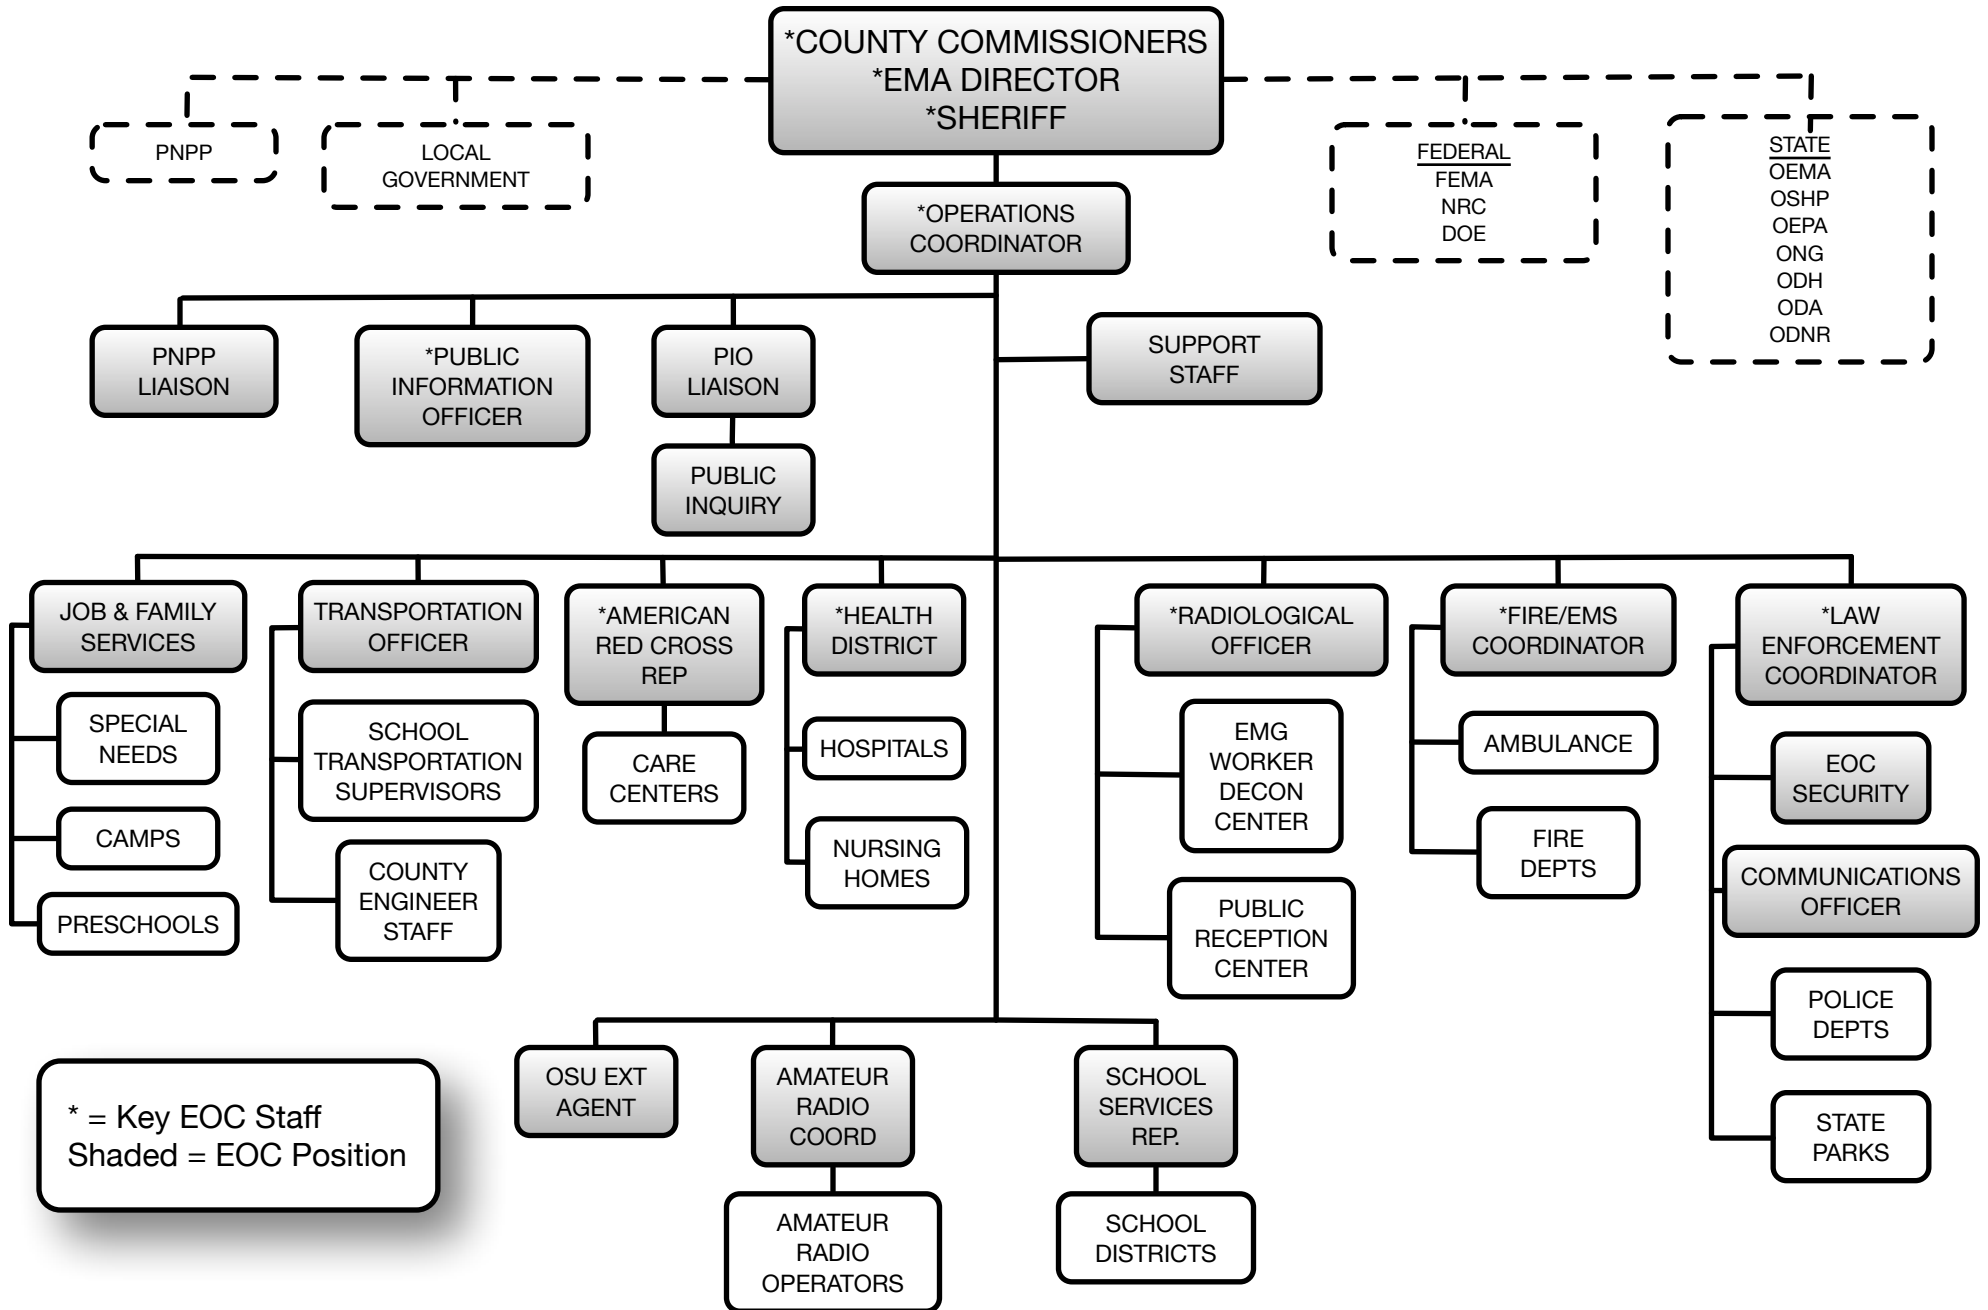 *COUNTY COMMISSIONERS
*EMA DIRECTOR
*SHERIFF
PNPP
LOCAL
GOVERNMENT
FEDERAL
FEMA
NRC
DOE
STATE
OEMA
OSHP
OEPA
ONG
ODH
ODA
ODNR
*OPERATIONS
COORDINATOR
PNPP
LIAISON
*PUBLIC
INFORMATION
OFFICER
PIO
LIAISON
SUPPORT
STAFF
PUBLIC
INQUIRY
JOB & FAMILY
SERVICES
SPECIAL
NEEDS
CAMPS
PRESCHOOLS
TRANSPORTATION
OFFICER
SCHOOL
TRANSPORTATION
SUPERVISORS
COUNTY
ENGINEER
STAFF
*AMERICAN
RED CROSS
REP
CARE
CENTERS
*HEALTH
DISTRICT
HOSPITALS
NURSING
HOMES
*RADIOLOGICAL
OFFICER
EMG
WORKER
DECON
CENTER
PUBLIC
RECEPTION
CENTER
*FIRE/EMS
COORDINATOR
AMBULANCE
FIRE
DEPTS
*LAW
ENFORCEMENT
COORDINATOR
EOC
SECURITY
COMMUNICATIONS
OFFICER
POLICE
DEPTS
STATE
PARKS
OSU EXT
AGENT
AMATEUR
RADIO
COORD
AMATEUR
RADIO
OPERATORS
SCHOOL
SERVICES
REP.
SCHOOL
DISTRICTS
* = Key EOC Staff
Shaded = EOC Position